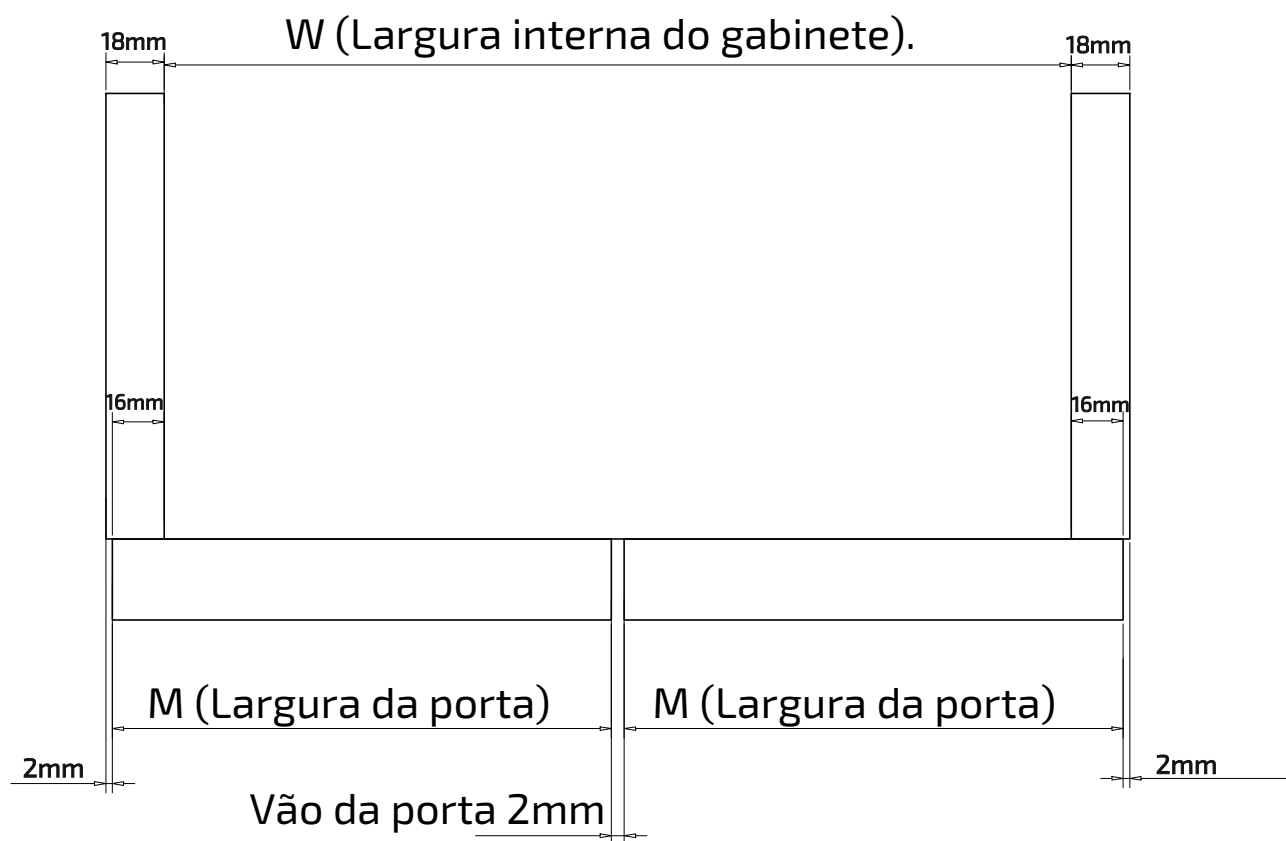 W (Largura interna do gabinete).
18mm
18mm
16mm
16mm
M (Largura da porta)
M (Largura da porta)
2mm
2mm
Vão da porta 2mm